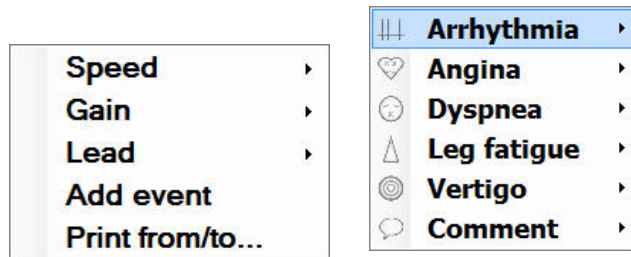 Speed
Gain
Lead
Add event
Print from/to...
Arrhythmia
Angina
Dyspnea
Leg fatigue
Vertigo
Comment